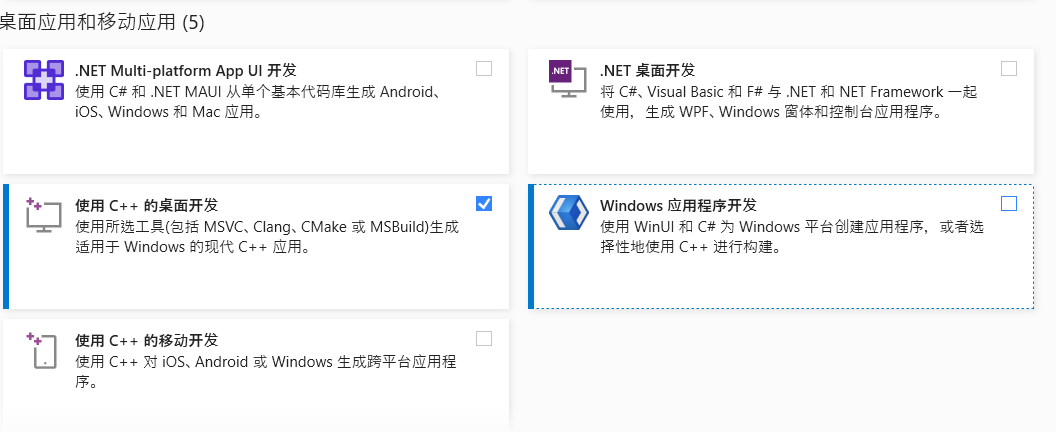 桌面应用和移动应用 (5)
.NET Multi-platform App UI 开发
使用 C# 和 .NET MAUI 从单个基本代码库生成 Android、
iOS、Windows 和 Mac 应用。
.NET
.NET 桌面开发
将 C#、Visual Basic 和 F# 与 .NET 和 NET Framework 一起
使用，生成 WPF、Windows 窗体和控制台应用程序。
使用 C++ 的桌面开发
使用所选工具(包括 MSVC、Clang、CMake 或 MSBuild)生成
适用于 Windows 的现代 C++ 应用。
Windows 应用程序开发
使用 WinUI 和 C# 为 Windows 平台创建应用程序，或者选
择性地使用 C++ 进行构建。
使用 C++ 的移动开发
使用 C++ 对 iOS、Android 或 Windows 生成跨平台应用程
序。